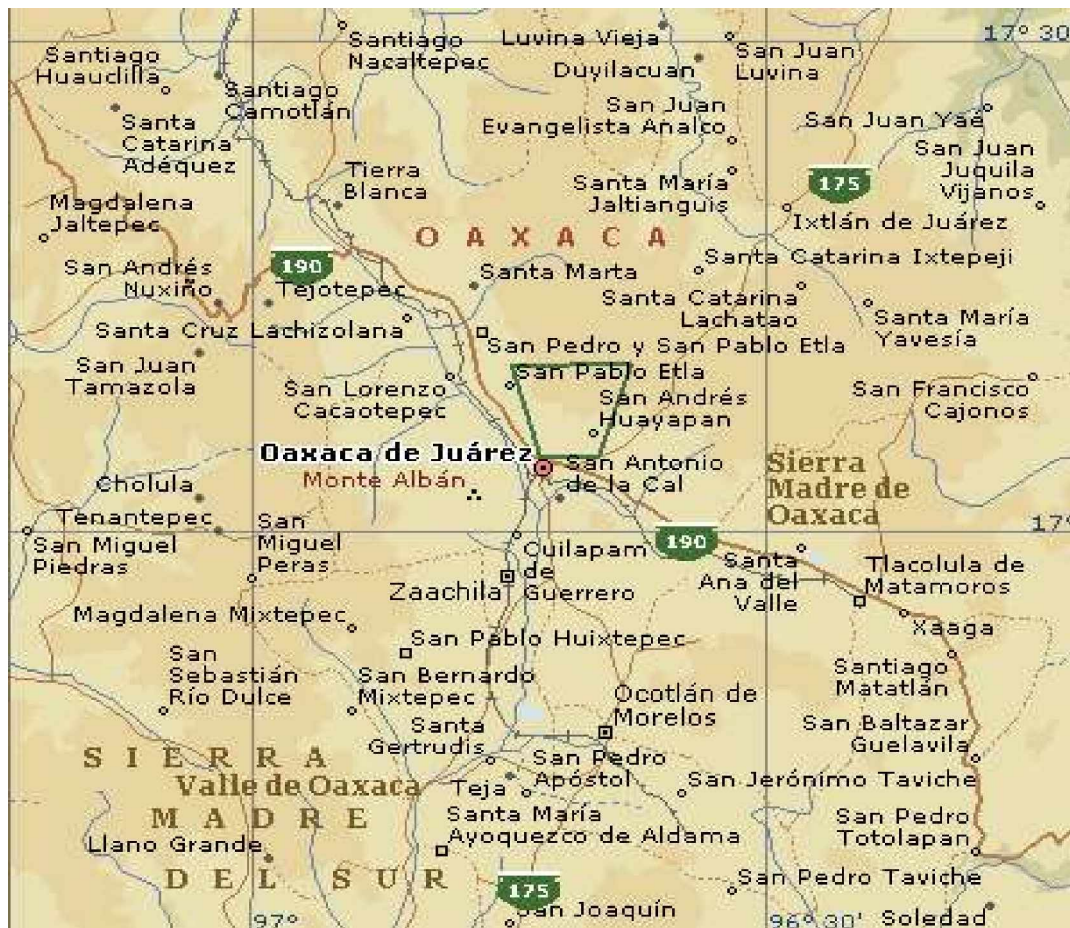 17° 30
Santiago
Huaudilla
Santiago
Nacaltepec
Luvina Vieja
San Juan
Luvina
Duyilacuan
Santiago
Camotlán
Santa
Catarina
Adéquez
San Juan
Evangelista Analco
San Juan Yaé
San Juan
Juquila
Vijanos
Tierra
Blanca
Santa María
Jaltianguis
175
Magdalena
Jaltepec
Ixtlán de Juárez
OAXACA
San Andrés
Nuxiño
190
Tejotepec
Santa Marta
Santa Catarina Ixtepeji
Santa Catarina
Lachatao
Santa María
Yavesía
Santa Cruz Lachizolana
San Pedro y San Pablo Etla
San Juan
Tamazola
San Lorenzo
Cacaotepec
San Pablo Etla
San Andrés
Huayapan
San Francisco
Cajonos
Oaxaca de Juárez
Monte Albán
San Antonio
de la Cal
Sierra
Madre de
Oaxaca
Cholula
Tenantepec
San Miguel
Piedras
San
Miguel
Peras
17°
190
Cuilapam
de
Guerrero
Zaachila
Santa
Ana del
Valle
Tlacolula de
Matamoros
Magdalena Mixtepec
Xaaga
San Pablo Huixtepec
San
Sebastián
Río Dulce
San Bernardo
Mixtepec
Ocotlán de
Morelos
Santiago
Matatlán
Santa
Gertrudis
San Baltazar
Guelavila
SIERRA
MADRE
DEL SUR
Valle de Oaxaca
San Pedro
Apóstol
Teja
San Jerónimo Taviche
Santa María
Ayoquezco de Aldama
San Pedro
Totolapan
Llano Grande
175
San Pedro Taviche
97°
San Joaquín
96° 30'
Soledad